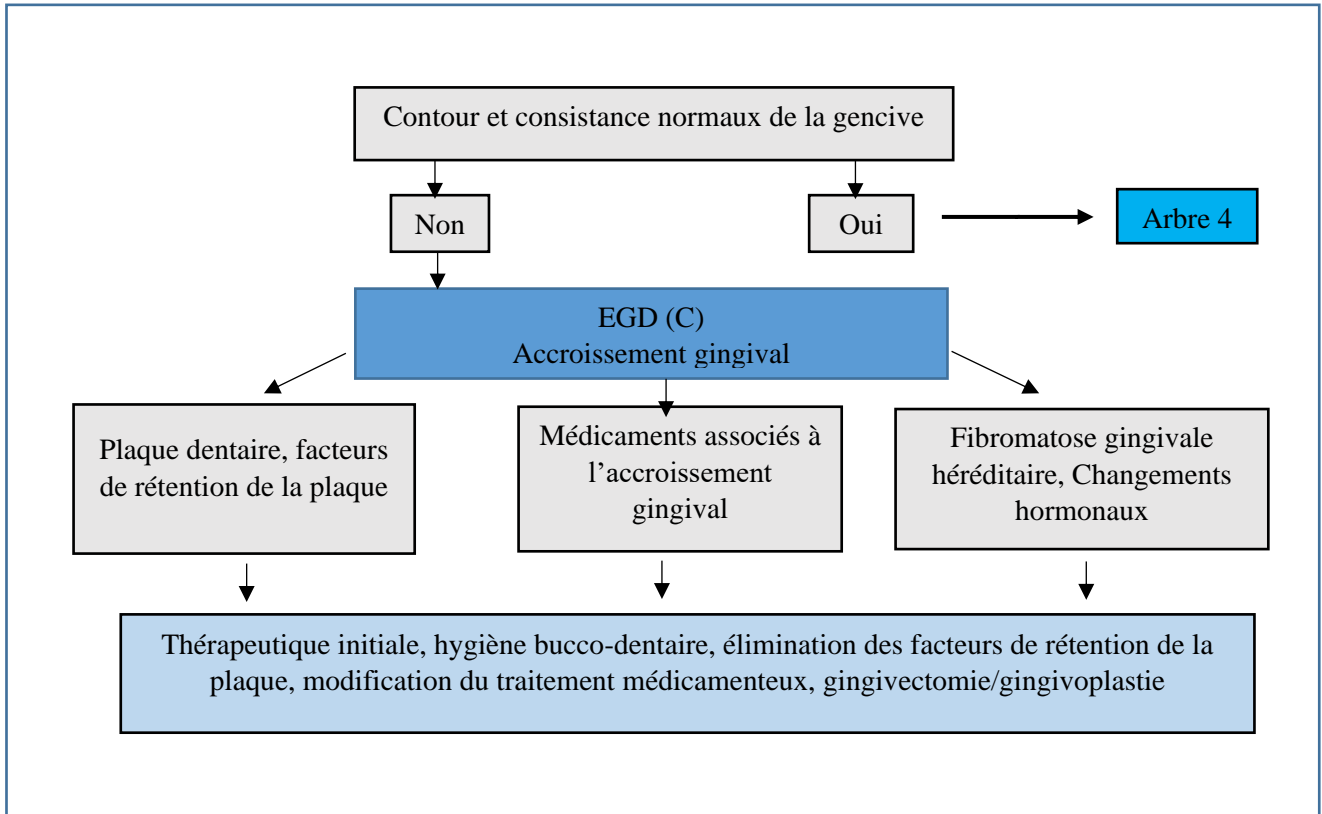 Contour et consistance normaux de la gencive
Non
Oui
Arbre 4
EGD (C)
Accroissement gingival
Plaque dentaire, facteurs
de rétention de la plaque
Médicaments associés à
l’accroissement
gingival
Fibromatose gingivale
héréditaire, Changements
hormonaux
Thérapeutique initiale, hygiène bucco-dentaire, élimination des facteurs de rétention de la
plaque, modification du traitement médicamenteux, gingivectomie/gingivoplastie